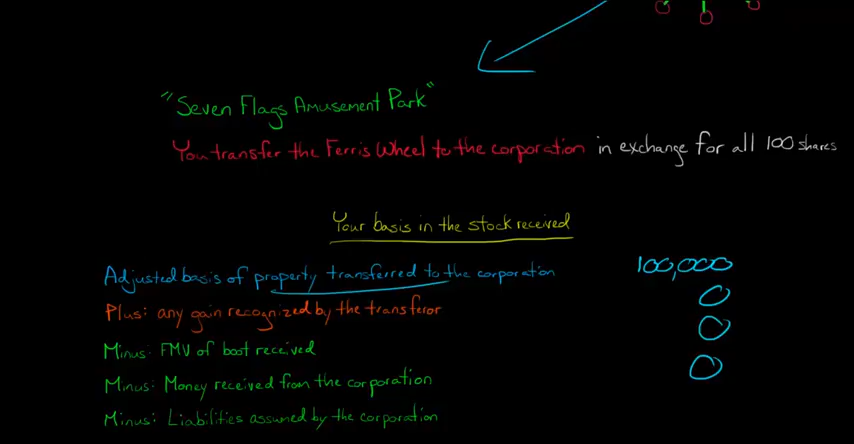 "Seven Flags Amusement Park"
You transfer the Ferris Wheel to the corporation in exchange for all 100 shares
Your basis in the stock received
Adjusted basis of property transferred to the corporation 100,000
Plus: any gain recognized by the transferor 0
Minus: FMV of boot received 0
Minus: Money received from the corporation 0
Minus: Liabilities assumed by the corporation